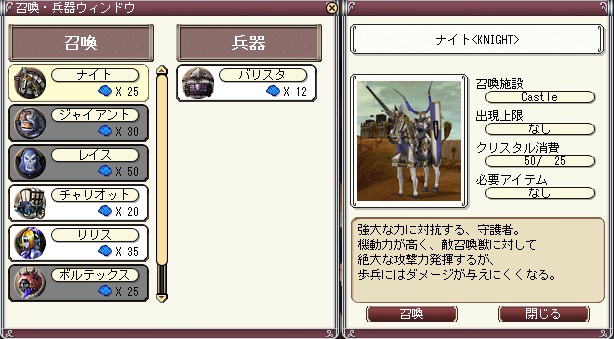 召喚・兵器ウィンドウ
召喚
兵器
ナイト
X 25
ジャイアント
X 30
レイス
X 50
チャリオット
X 20
リリス
X 35
ボルテックス
X 25
バリスタ
X 12
ナイト<KNIGHT>
召喚施設
Castle
出現上限
なし
クリスタル消費
50/ 25
必要アイテム
なし
強大な力に対抗する、守護者。
機動力が高く、敵召喚獣に対して
絶大な攻撃力発揮するが、
歩兵にはダメージが与えにくくなる。
召喚
閉じる